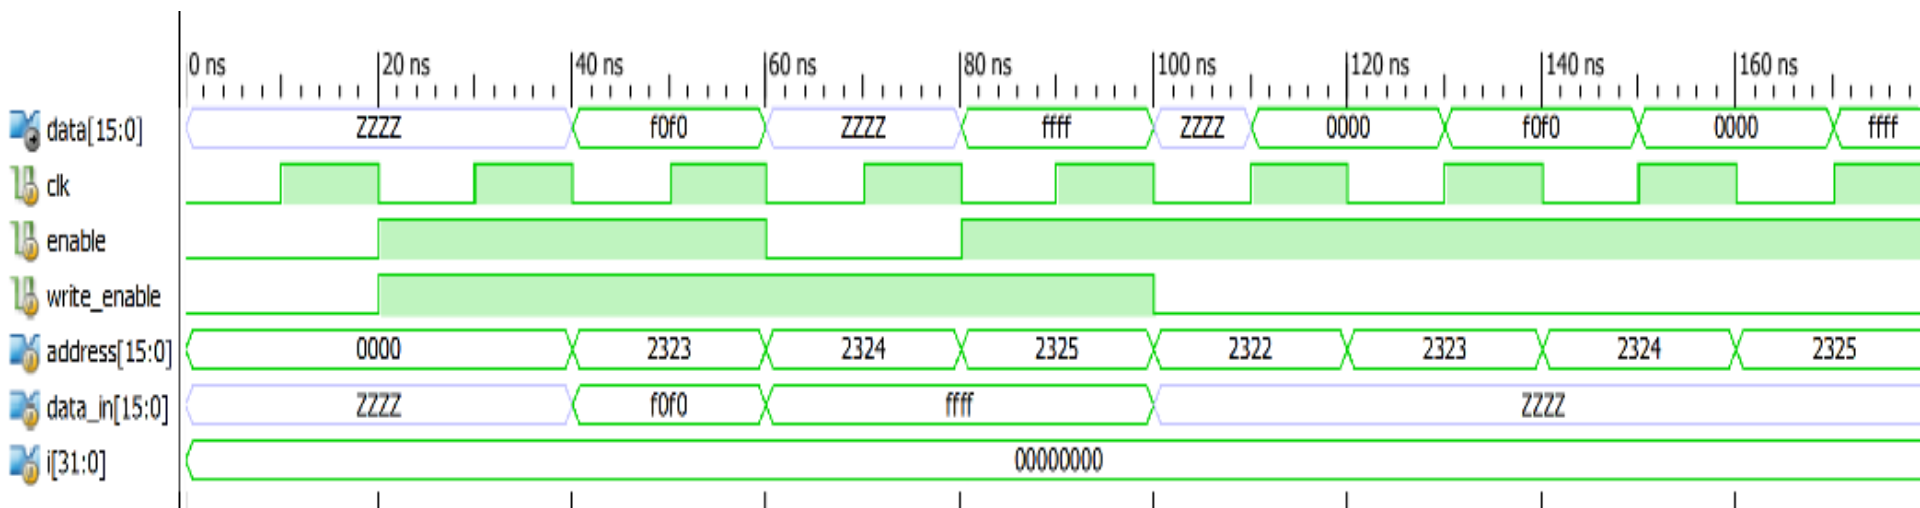 0 ns 20 ns 40 ns 60 ns 80 ns 100 ns 120 ns 140 ns 160 ns
data[15:0] ZZZZ f0f0 ZZZZ ffff ZZZZ 0000 f0f0 0000 ffff
clk
enable
write_enable
address[15:0] 0000 2323 2324 2325 2322 2323 2324 2325
data_in[15:0] ZZZZ f0f0 ffff ZZZZ
i[31:0] 00000000